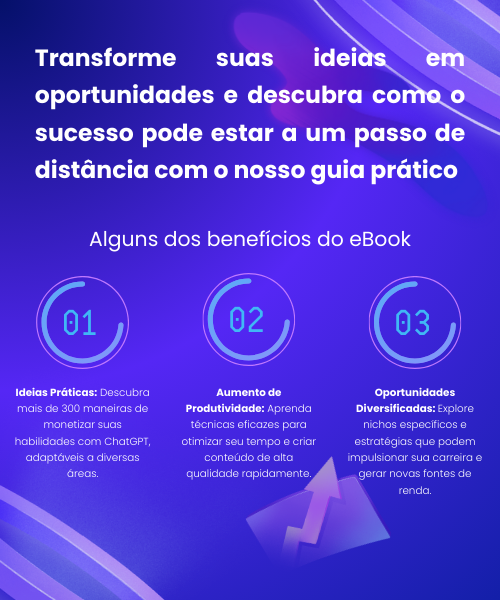 Transforme suas ideias em
oportunidades e descubra como o
sucesso pode estar a um passo de
distância com o nosso guia prático
Alguns dos benefícios do eBook
01
Ideias Práticas: Descubra
mais de 300 maneiras de
monetizar suas
habilidades com ChatGPT,
adaptáveis a diversas
áreas.
02
Aumento de
Produtividade: Aprenda
técnicas eficazes para
otimizar seu tempo e criar
conteúdo de alta
qualidade rapidamente.
03
Oportunidades
Diversificadas: Explore
nichos específicos e
estratégias que podem
impulsionar sua carreira e
gerar novas fontes de
renda.